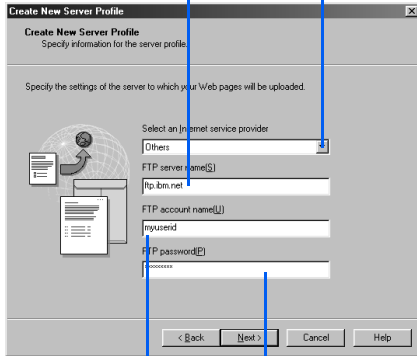 Create New Server Profile
Create New Server Profile
Specify information for the server profile.
Specify the settings of the server to which your Web pages will be uploaded.
Select an Internet service provider
Others
FTP server name(S)
ftp.ibm.net
FTP account name(U)
myuserid
FTP password(P)
xxxxxxxx
< Back
Next >
Cancel
Help